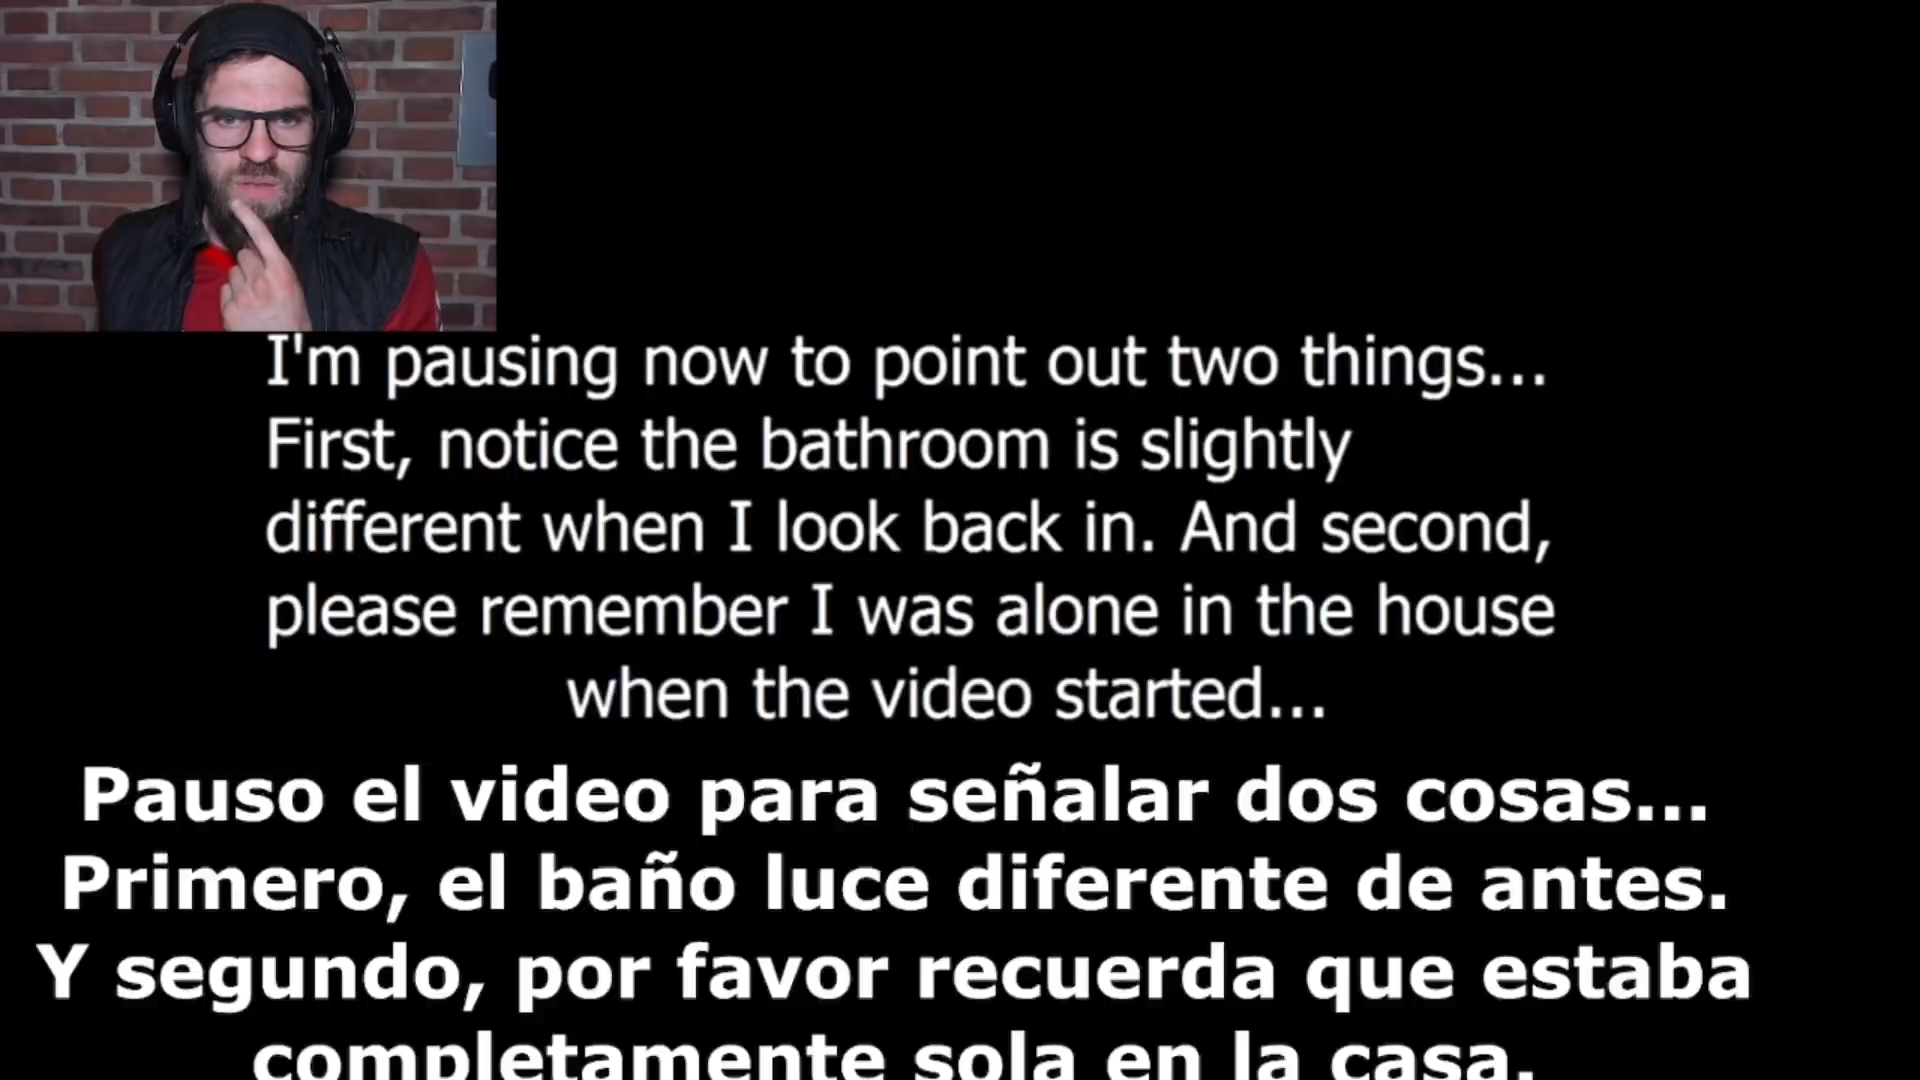 I'm pausing now to point out two things...
First, notice the bathroom is slightly
different when I look back in. And second,
please remember I was alone in the house
when the video started...
Pauso el video para señalar dos cosas...
Primero, el baño luce diferente de antes.
Y segundo, por favor recuerda que estaba
completamente sola en la casa.